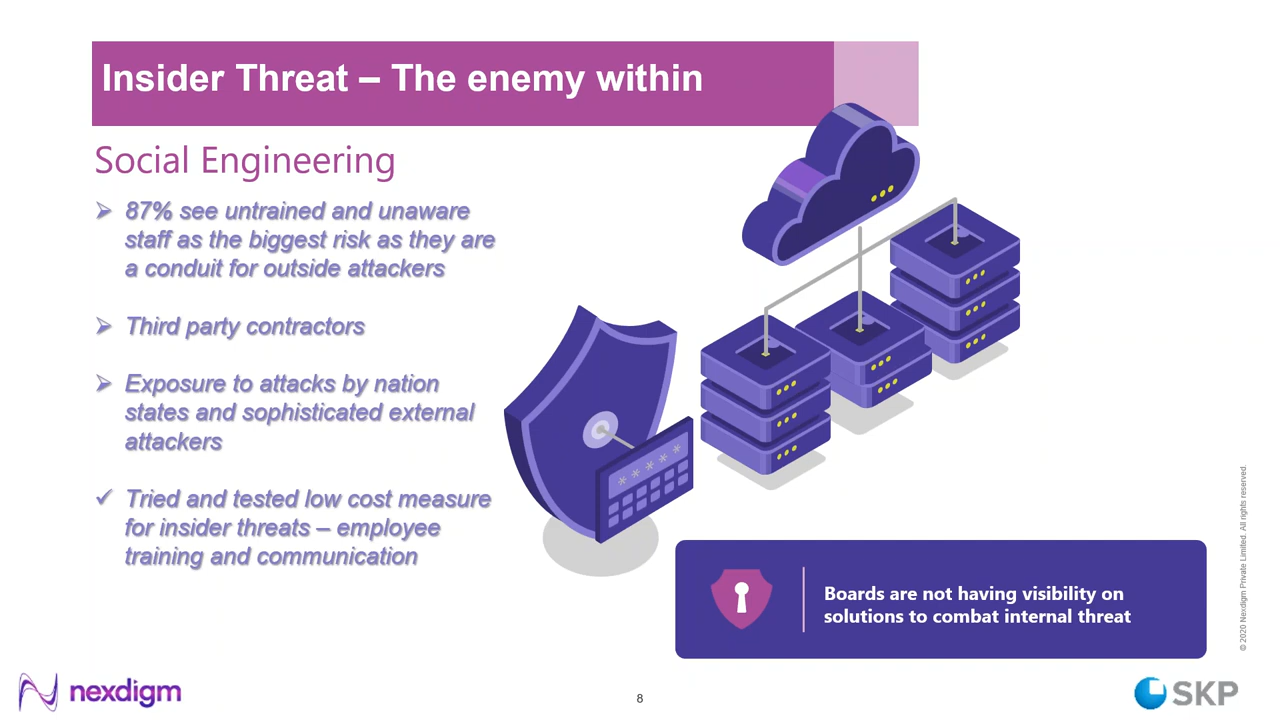 Insider Threat – The enemy within
Social Engineering
➢ 87% see untrained and unaware
staff as the biggest risk as they are
a conduit for outside attackers
➢ Third party contractors
➢ Exposure to attacks by nation
states and sophisticated external
attackers
✓ Tried and tested low cost measure
for insider threats – employee
training and communication
* * * * *
Boards are not having visibility on
solutions to combat internal threat
© 2020 Nexdigm Private Limited. All rights reserved.
nexdigm
8
SKP